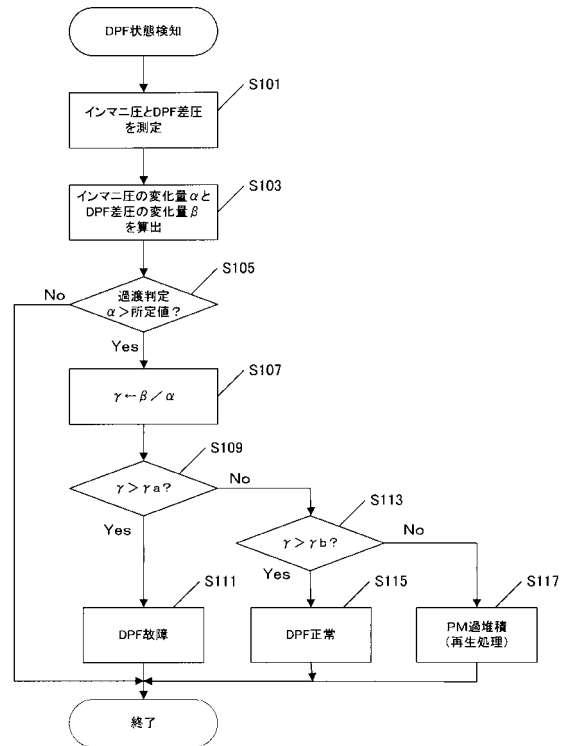 DPF状態検知
S101
インマニ圧とDPF差圧
を測定
S103
インマニ圧の変化量αと
DPF差圧の変化量β
を算出
S105
過渡判定
α＞所定値？
No
Yes
S107
γ←β／α
S109
γ＞γa？
No
Yes
S113
γ＞γb？
No
Yes
S111
DPF故障
S115
DPF正常
S117
PM過堆積
(再生処理)
終了